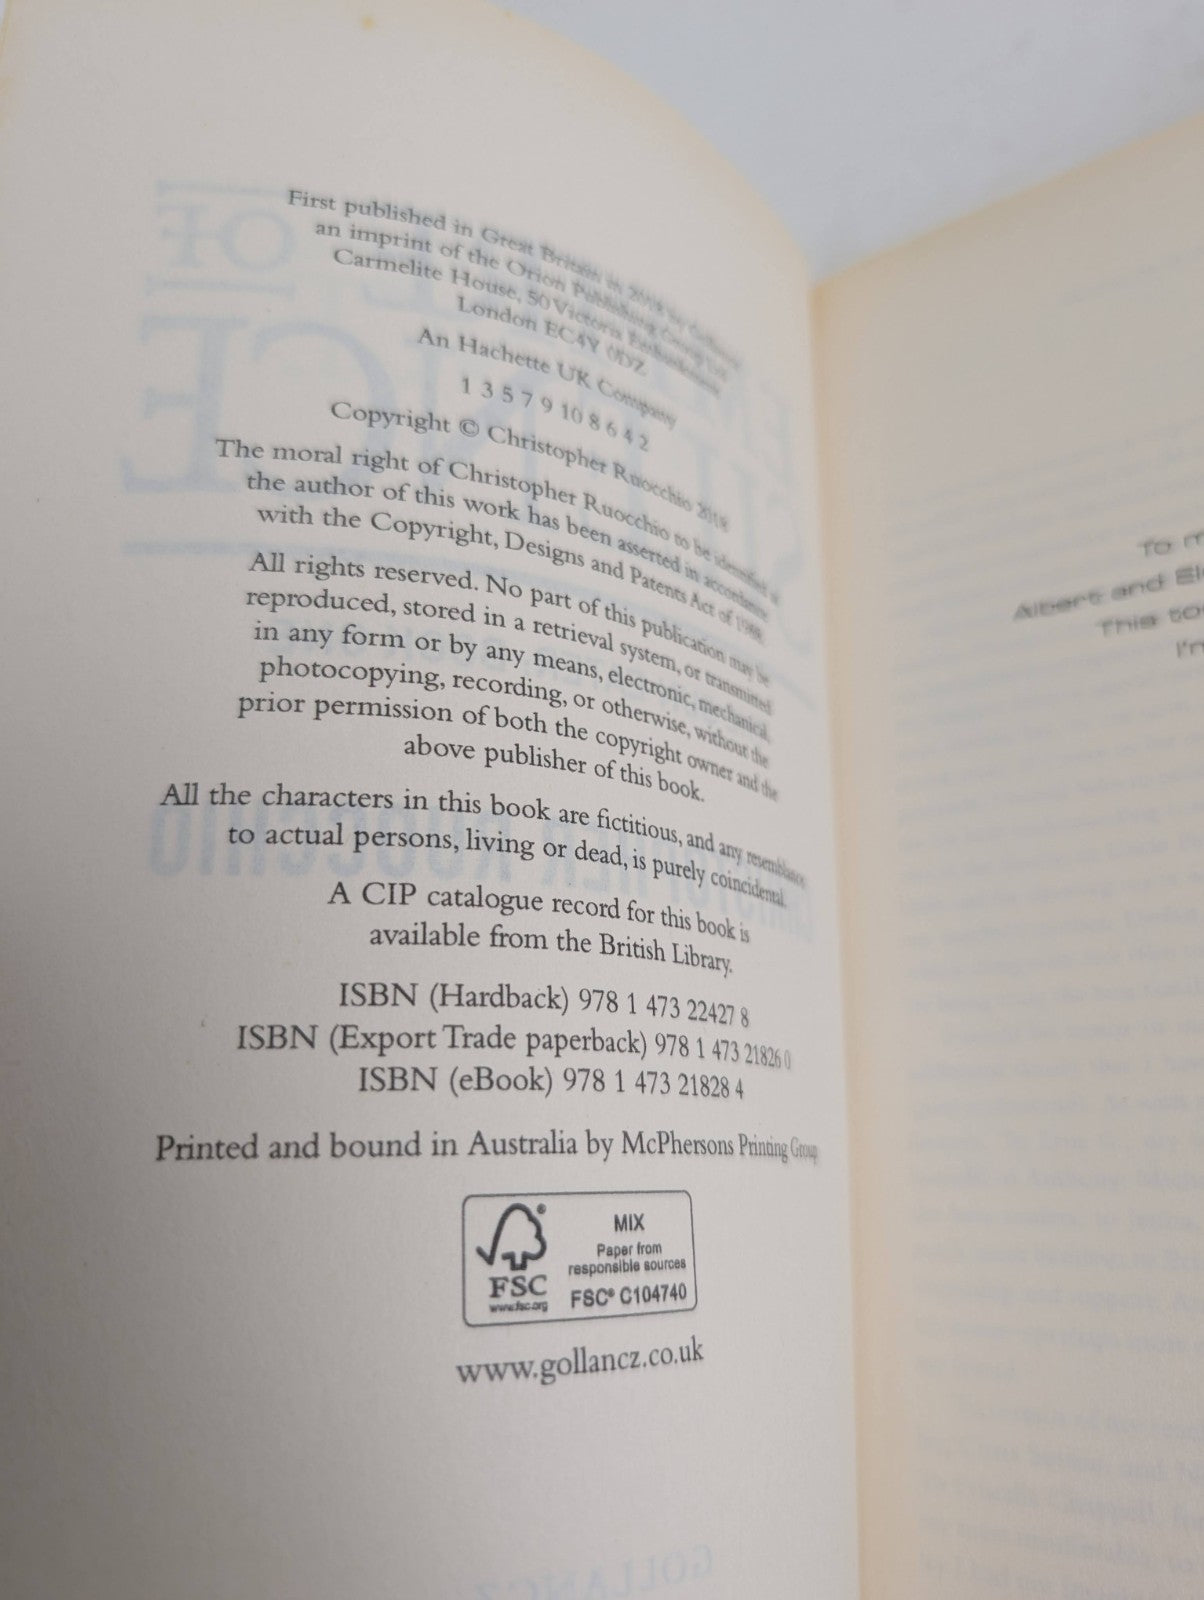 First published in Great Britain in 2018 by Gollancz
an imprint of the Orion Publishing Group Ltd
Carmelite House, 50 Victoria Embankment
London EC4Y 0DZ
An Hachette UK Company
1 3 5 7 9 10 8 6 4 2
Copyright © Christopher Ruocchio 2018
The moral right of Christopher Ruocchio to be identified as
the author of this work has been asserted in accordance
with the Copyright, Designs and Patents Act of 1988.
All rights reserved. No part of this publication may be
reproduced, stored in a retrieval system, or transmitted
in any form or by any means, electronic, mechanical,
photocopying, recording, or otherwise, without the
prior permission of both the copyright owner and the
above publisher of this book.
All the characters in this book are fictitious, and any resemblance
to actual persons, living or dead, is purely coincidental.
A CIP catalogue record for this book is
available from the British Library.
ISBN (Hardback) 978 1 473 22427 8
ISBN (Export Trade paperback) 978 1 473 21826 0
ISBN (eBook) 978 1 473 21828 4
Printed and bound in Australia by McPhersons Printing Group
FSC
www.fsc.org
MIX
Paper from
responsible sources
FSC® C104740
www.gollancz.co.uk
To
Albert and
This